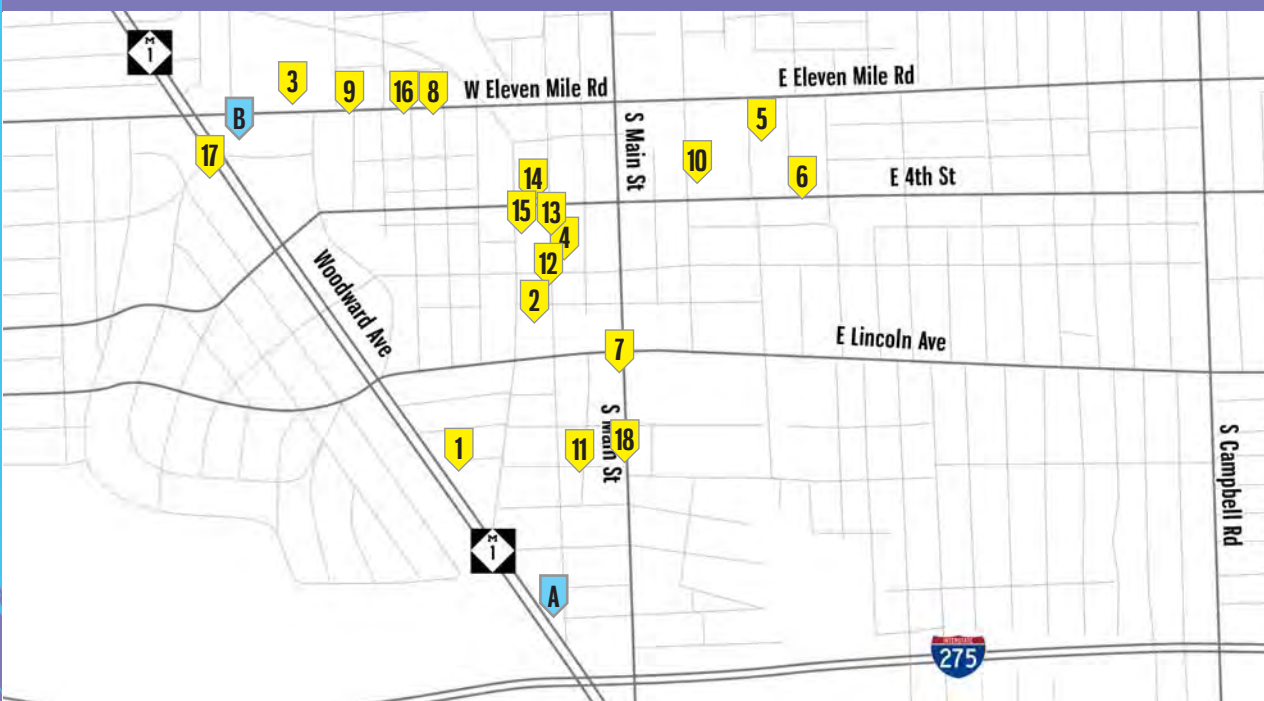 M
1
3
9
16
8
W Eleven Mile Rd
E Eleven Mile Rd
B
17
5
S Main St
10
6
E 4th St
14
15
13
4
12
2
Woodward Ave
7
E Lincoln Ave
1
11
S Main St
18
S Campbell Rd
M
1
A
INTERSTATE
275